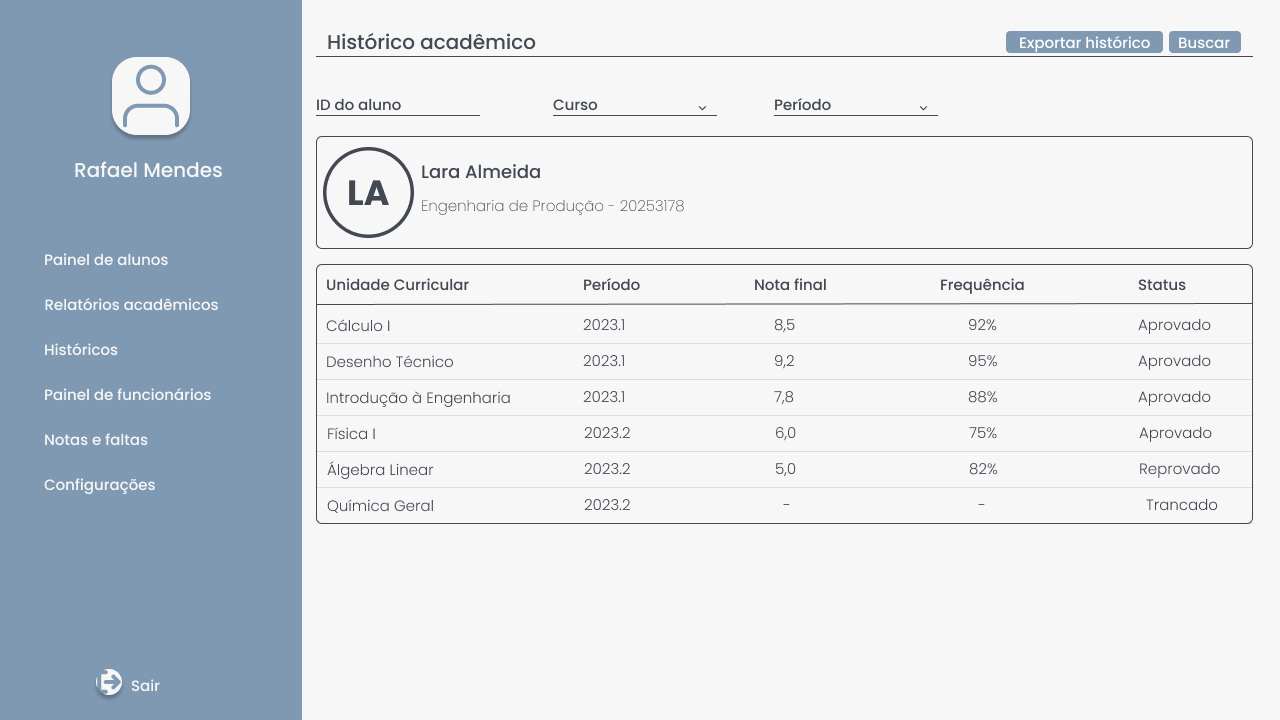 Rafael Mendes
Painel de alunos
Relatórios acadêmicos
Históricos
Painel de funcionários
Notas e faltas
Configurações
Sair
Histórico acadêmico
Exportar histórico
Buscar
ID do aluno
Curso
Período
LA
Lara Almeida
Engenharia de Produção - 20253178
Unidade Curricular Período Nota final Frequência Status
Cálculo I 2023.1 8,5 92% Aprovado
Desenho Técnico 2023.1 9,2 95% Aprovado
Introdução à Engenharia 2023.1 7,8 88% Aprovado
Física I 2023.2 6,0 75% Aprovado
Álgebra Linear 2023.2 5,0 82% Reprovado
Química Geral 2023.2 - - Trancado